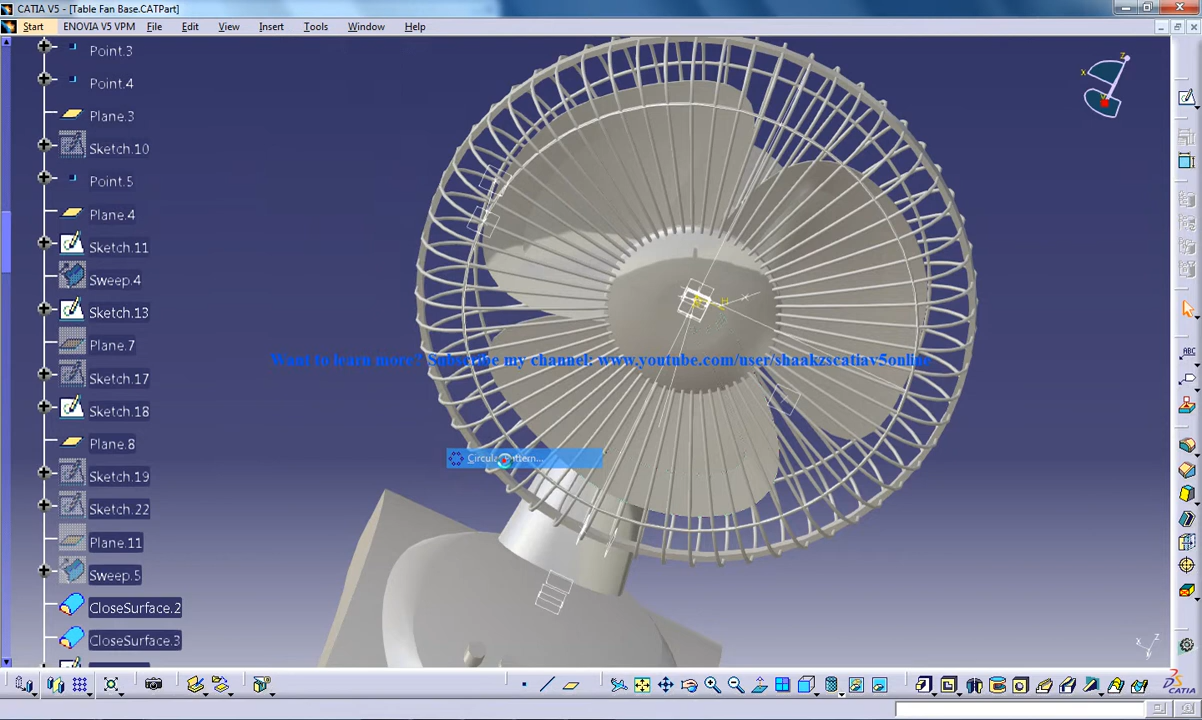 CATIA V5 - [Table Fan Base.CATPart]
Start ENOVIA V5 VPM File Edit View Insert Tools Window Help
Point.3
Point.4
Plane.3
Sketch.10
Point.5
Plane.4
Sketch.11
Sweep.4
Sketch.13
Plane.7
Sketch.17
Sketch.18
Plane.8
Sketch.19
Sketch.22
Plane.11
Sweep.5
CloseSurface.2
CloseSurface.3
Want to learn more? Subscribe my channel: www.youtube.com/user/shaakzscatiav5online
Z
X
H
ABC
X Z
CATIA